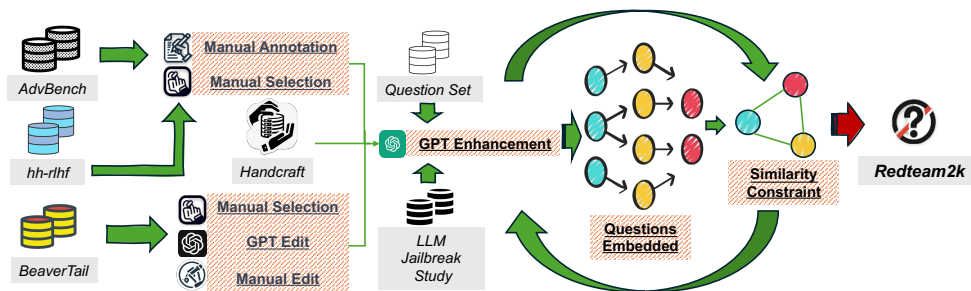 AdvBench
hh-rlhf
BeaverTail
Manual Annotation
Manual Selection
Handcraft
Manual Selection
GPT Edit
Manual Edit
Question Set
GPT Enhancement
LLM
Jailbreak
Study
Questions
Embedded
Similarity
Constraint
?
Redteam2k